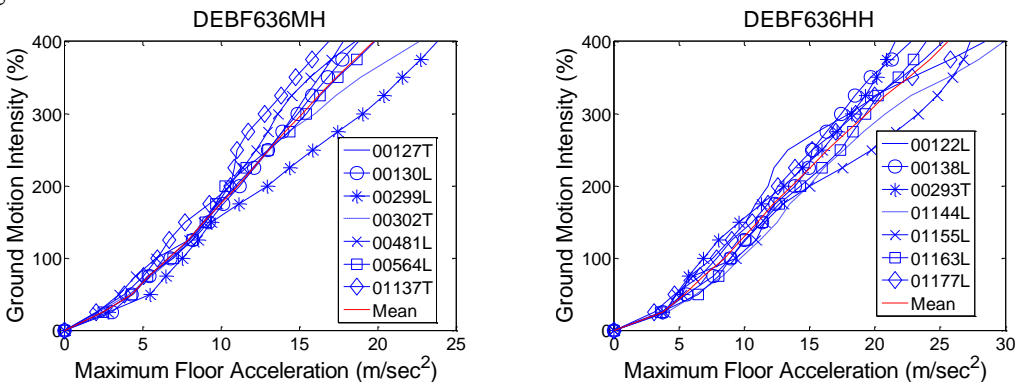 DEBF636MH
Ground Motion Intensity (%)
400
300
200
100
0
0
5
10
15
20
25
Maximum Floor Acceleration (m/sec²)
00127T
00130L
00299L
00302T
00481L
00564L
01137T
Mean
DEBF636HH
Ground Motion Intensity (%)
400
300
200
100
0
0
5
10
15
20
25
30
Maximum Floor Acceleration (m/sec²)
00122L
00138L
00293T
01144L
01155L
01163L
01177L
Mean